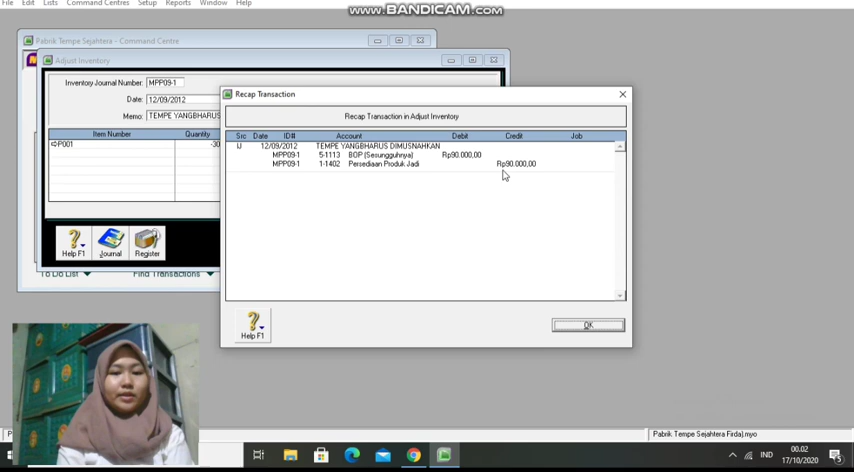 www.BANDICAM.com
File Edit Lists Command Centres Setup Reports Window Help
Pabrik Tempe Sejahtera - Command Centre
Adjust Inventory
Inventory Journal Number: MPP09-1
Date: 12/09/2012
Memo: TEMPE YANGBHARUS
Item Number Quantity
P001 -30
Help F1 Journal Register
To Do List Find Transactions
Recap Transaction
Recap Transaction in Adjust Inventory
Src Date ID# Account Debit Credit Job
IJ 12/09/2012 TEMPE YANGBHARUS DIMUSNAHKAN
MPP09-1 5-1113 BOP (Sesungguhnya) Rp90.000,00
MPP09-1 1-1402 Persediaan Produk Jadi Rp90.000,00
Help F1
OK
Pabrik Tempe Sejahtera Firda).myo
IND
00.02
17/10/2020
5